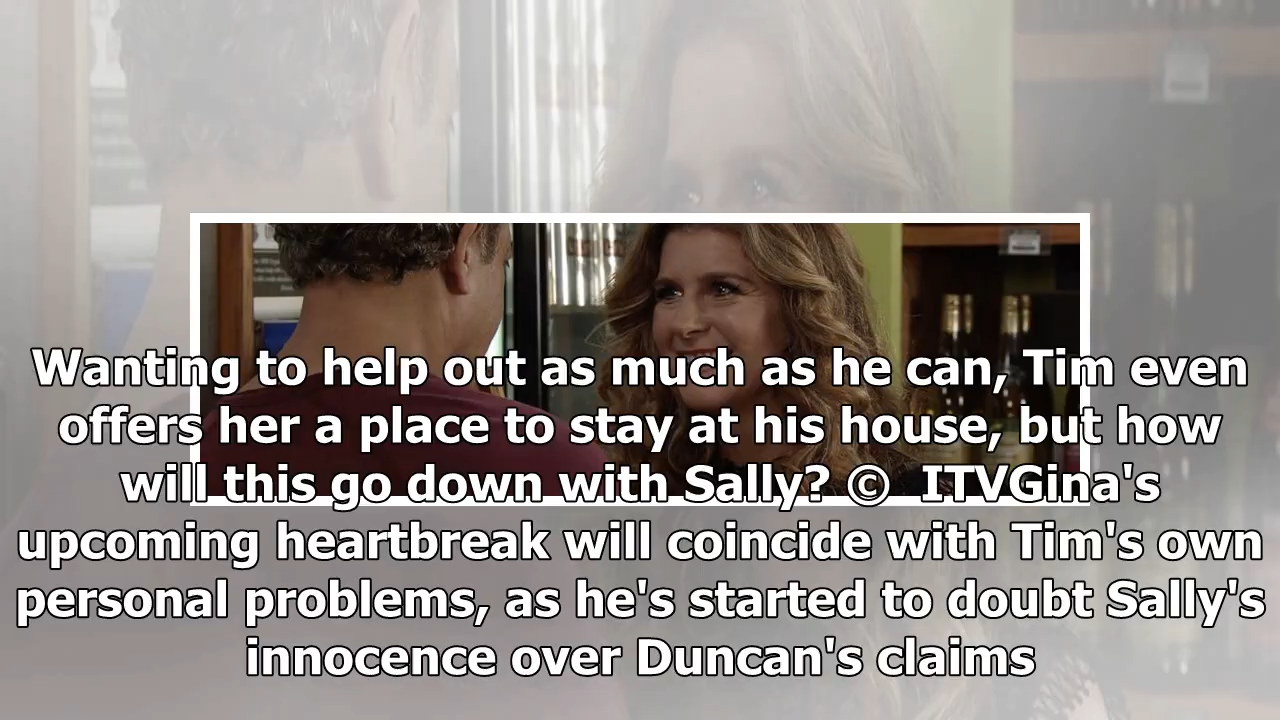 Wanting to help out as much as he can, Tim even
offers her a place to stay at his house, but how
will this go down with Sally? ©  ITVGina's
upcoming heartbreak will coincide with Tim's own
personal problems, as he's started to doubt Sally's
innocence over Duncan's claims